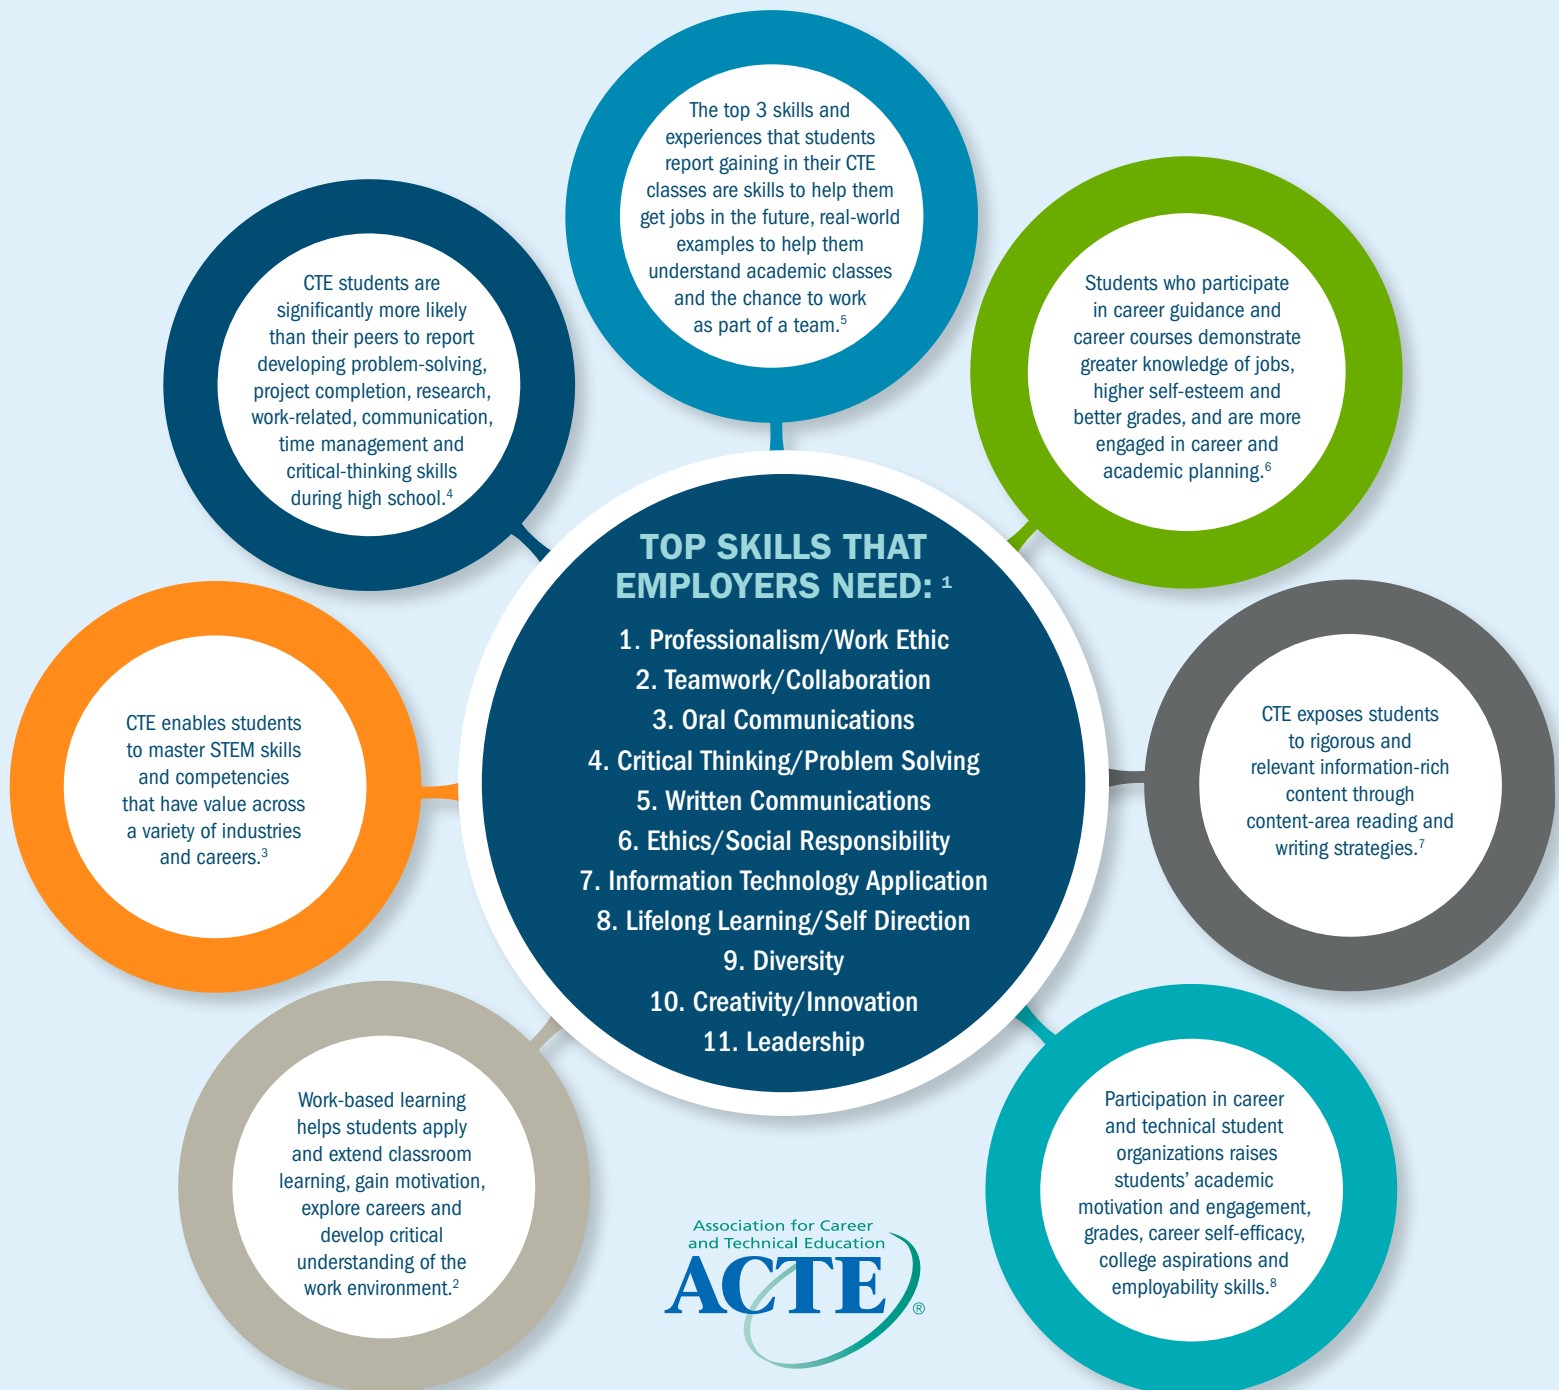 The top 3 skills and
experiences that students
report gaining in their CTE
classes are skills to help them
get jobs in the future, real-world
examples to help them
understand academic classes
and the chance to work
as part of a team.5
CTE students are
significantly more likely
than their peers to report
developing problem-solving,
project completion, research,
work-related, communication,
time management and
critical-thinking skills
during high school.4
Students who participate
in career guidance and
career courses demonstrate
greater knowledge of jobs,
higher self-esteem and
better grades, and are more
engaged in career and
academic planning.6
TOP SKILLS THAT
EMPLOYERS NEED: 1
1. Professionalism/Work Ethic
2. Teamwork/Collaboration
3. Oral Communications
4. Critical Thinking/Problem Solving
5. Written Communications
6. Ethics/Social Responsibility
7. Information Technology Application
8. Lifelong Learning/Self Direction
9. Diversity
10. Creativity/Innovation
11. Leadership
CTE enables students
to master STEM skills
and competencies
that have value across
a variety of industries
and careers.3
CTE exposes students
to rigorous and
relevant information-rich
content through
content-area reading and
writing strategies.7
Work-based learning
helps students apply
and extend classroom
learning, gain motivation,
explore careers and
develop critical
understanding of the
work environment.2
Participation in career
and technical student
organizations raises
students’ academic
motivation and engagement,
grades, career self-efficacy,
college aspirations and
employability skills.8
Association for Career
and Technical Education
ACTE®